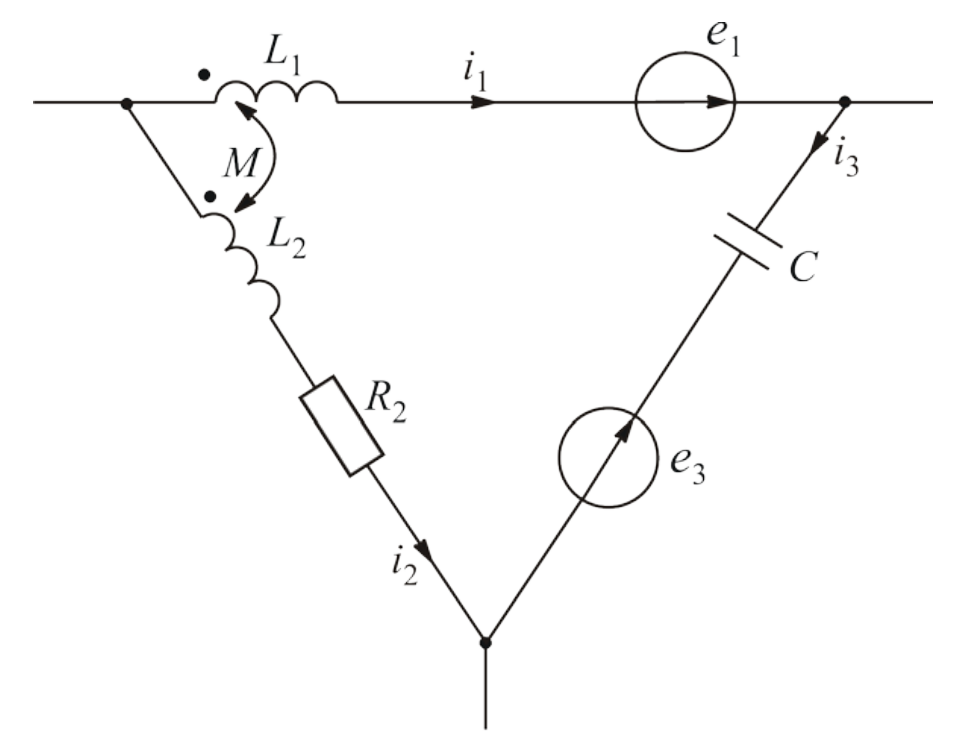 e₁
L₁
i₁
i₃
M
L₂
C
R₂
e₃
i₂